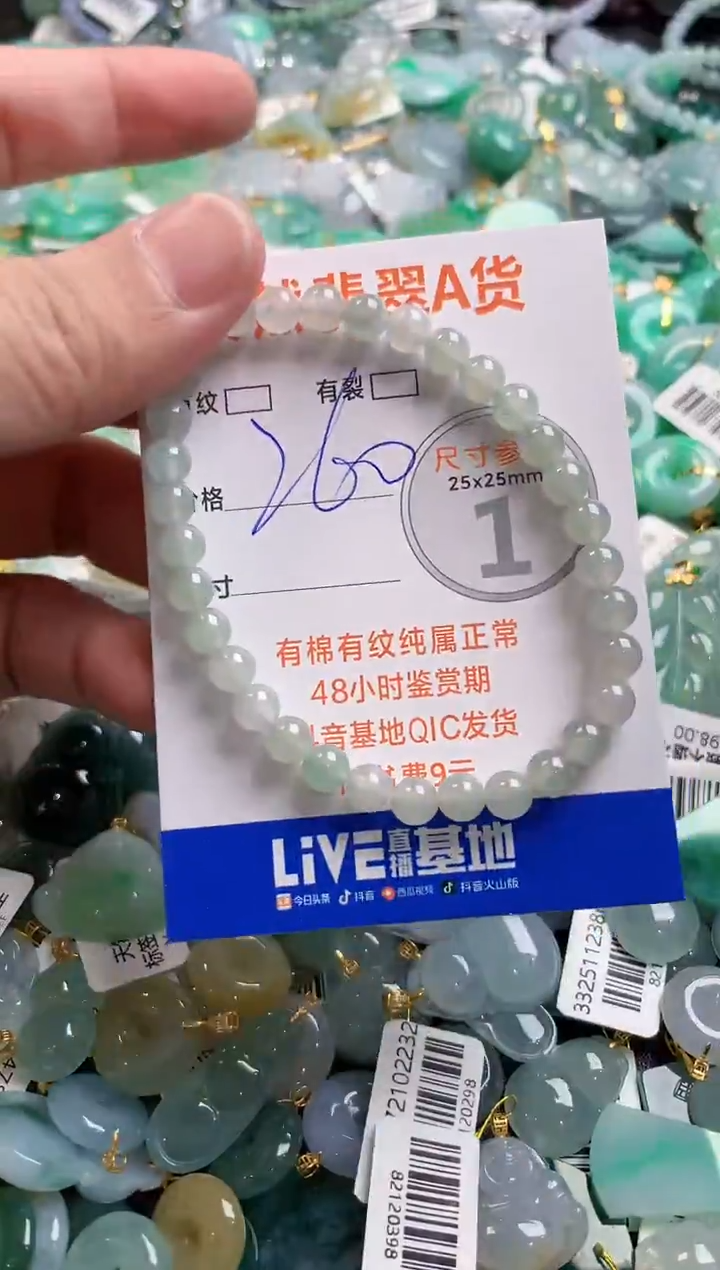 翡翠A货
纹 有裂
格 260
尺寸参
25x25mm
1
寸
有棉有纹纯属正常
48小时鉴赏期
音基地QIC发货
费9元
LiVE直播基地
今日头条 抖音 西瓜视频 抖音火山版
98.00
332511238
72102232
120298
82120398